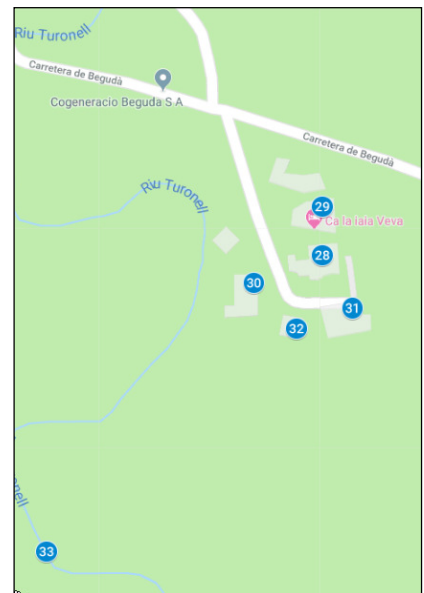 Riu Turonell
Carretera de Begudà
Cogeneracio Beguda S A
Carretera de Begudà
Riu Turonell
29
Ca la iaia Veva
28
30
31
32
nell
33